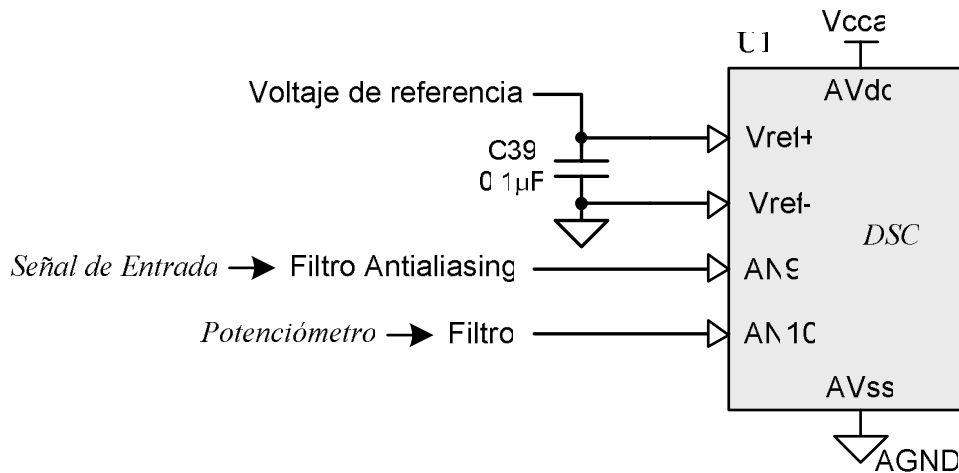 Vcca
U1
AVdd
Voltaje de referencia
Vref+
C39
0.1µF
Vref-
DSC
Señal de Entrada Filtro Antialiasing
AN9
Potenciómetro Filtro
AN10
AVss
AGND